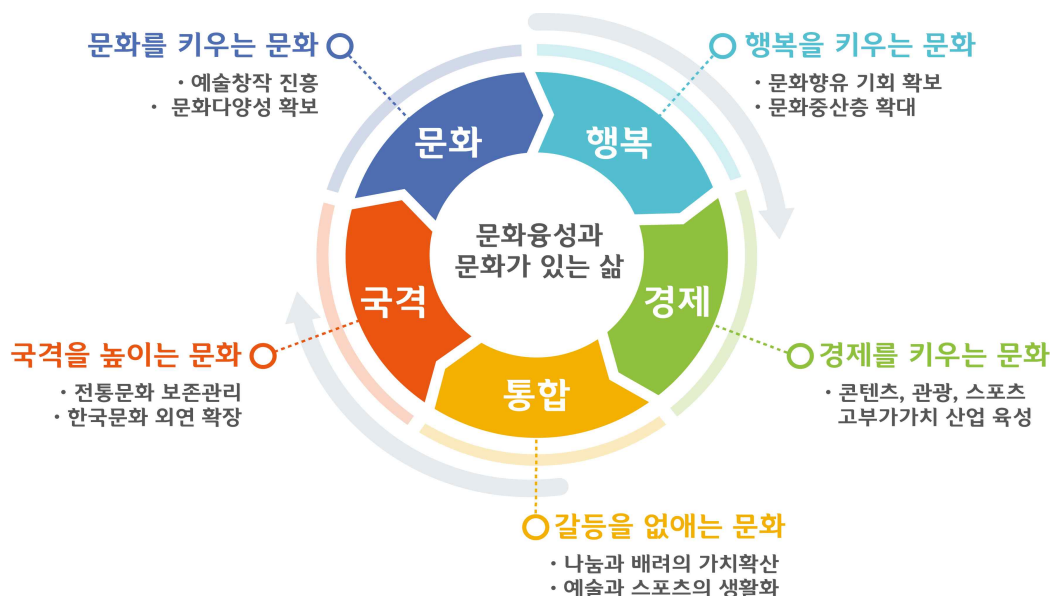 문화를 키우는 문화
· 예술창작 진흥
· 문화다양성 확보
행복을 키우는 문화
· 문화향유 기회 확보
· 문화중산층 확대
문화
행복
문화융성과
문화가 있는 삶
국격
경제
통합
국격을 높이는 문화
· 전통문화 보존관리
· 한국문화 외연 확장
경제를 키우는 문화
· 콘텐츠, 관광, 스포츠
고부가가치 산업 육성
갈등을 없애는 문화
· 나눔과 배려의 가치확산
· 예술과 스포츠의 생활화